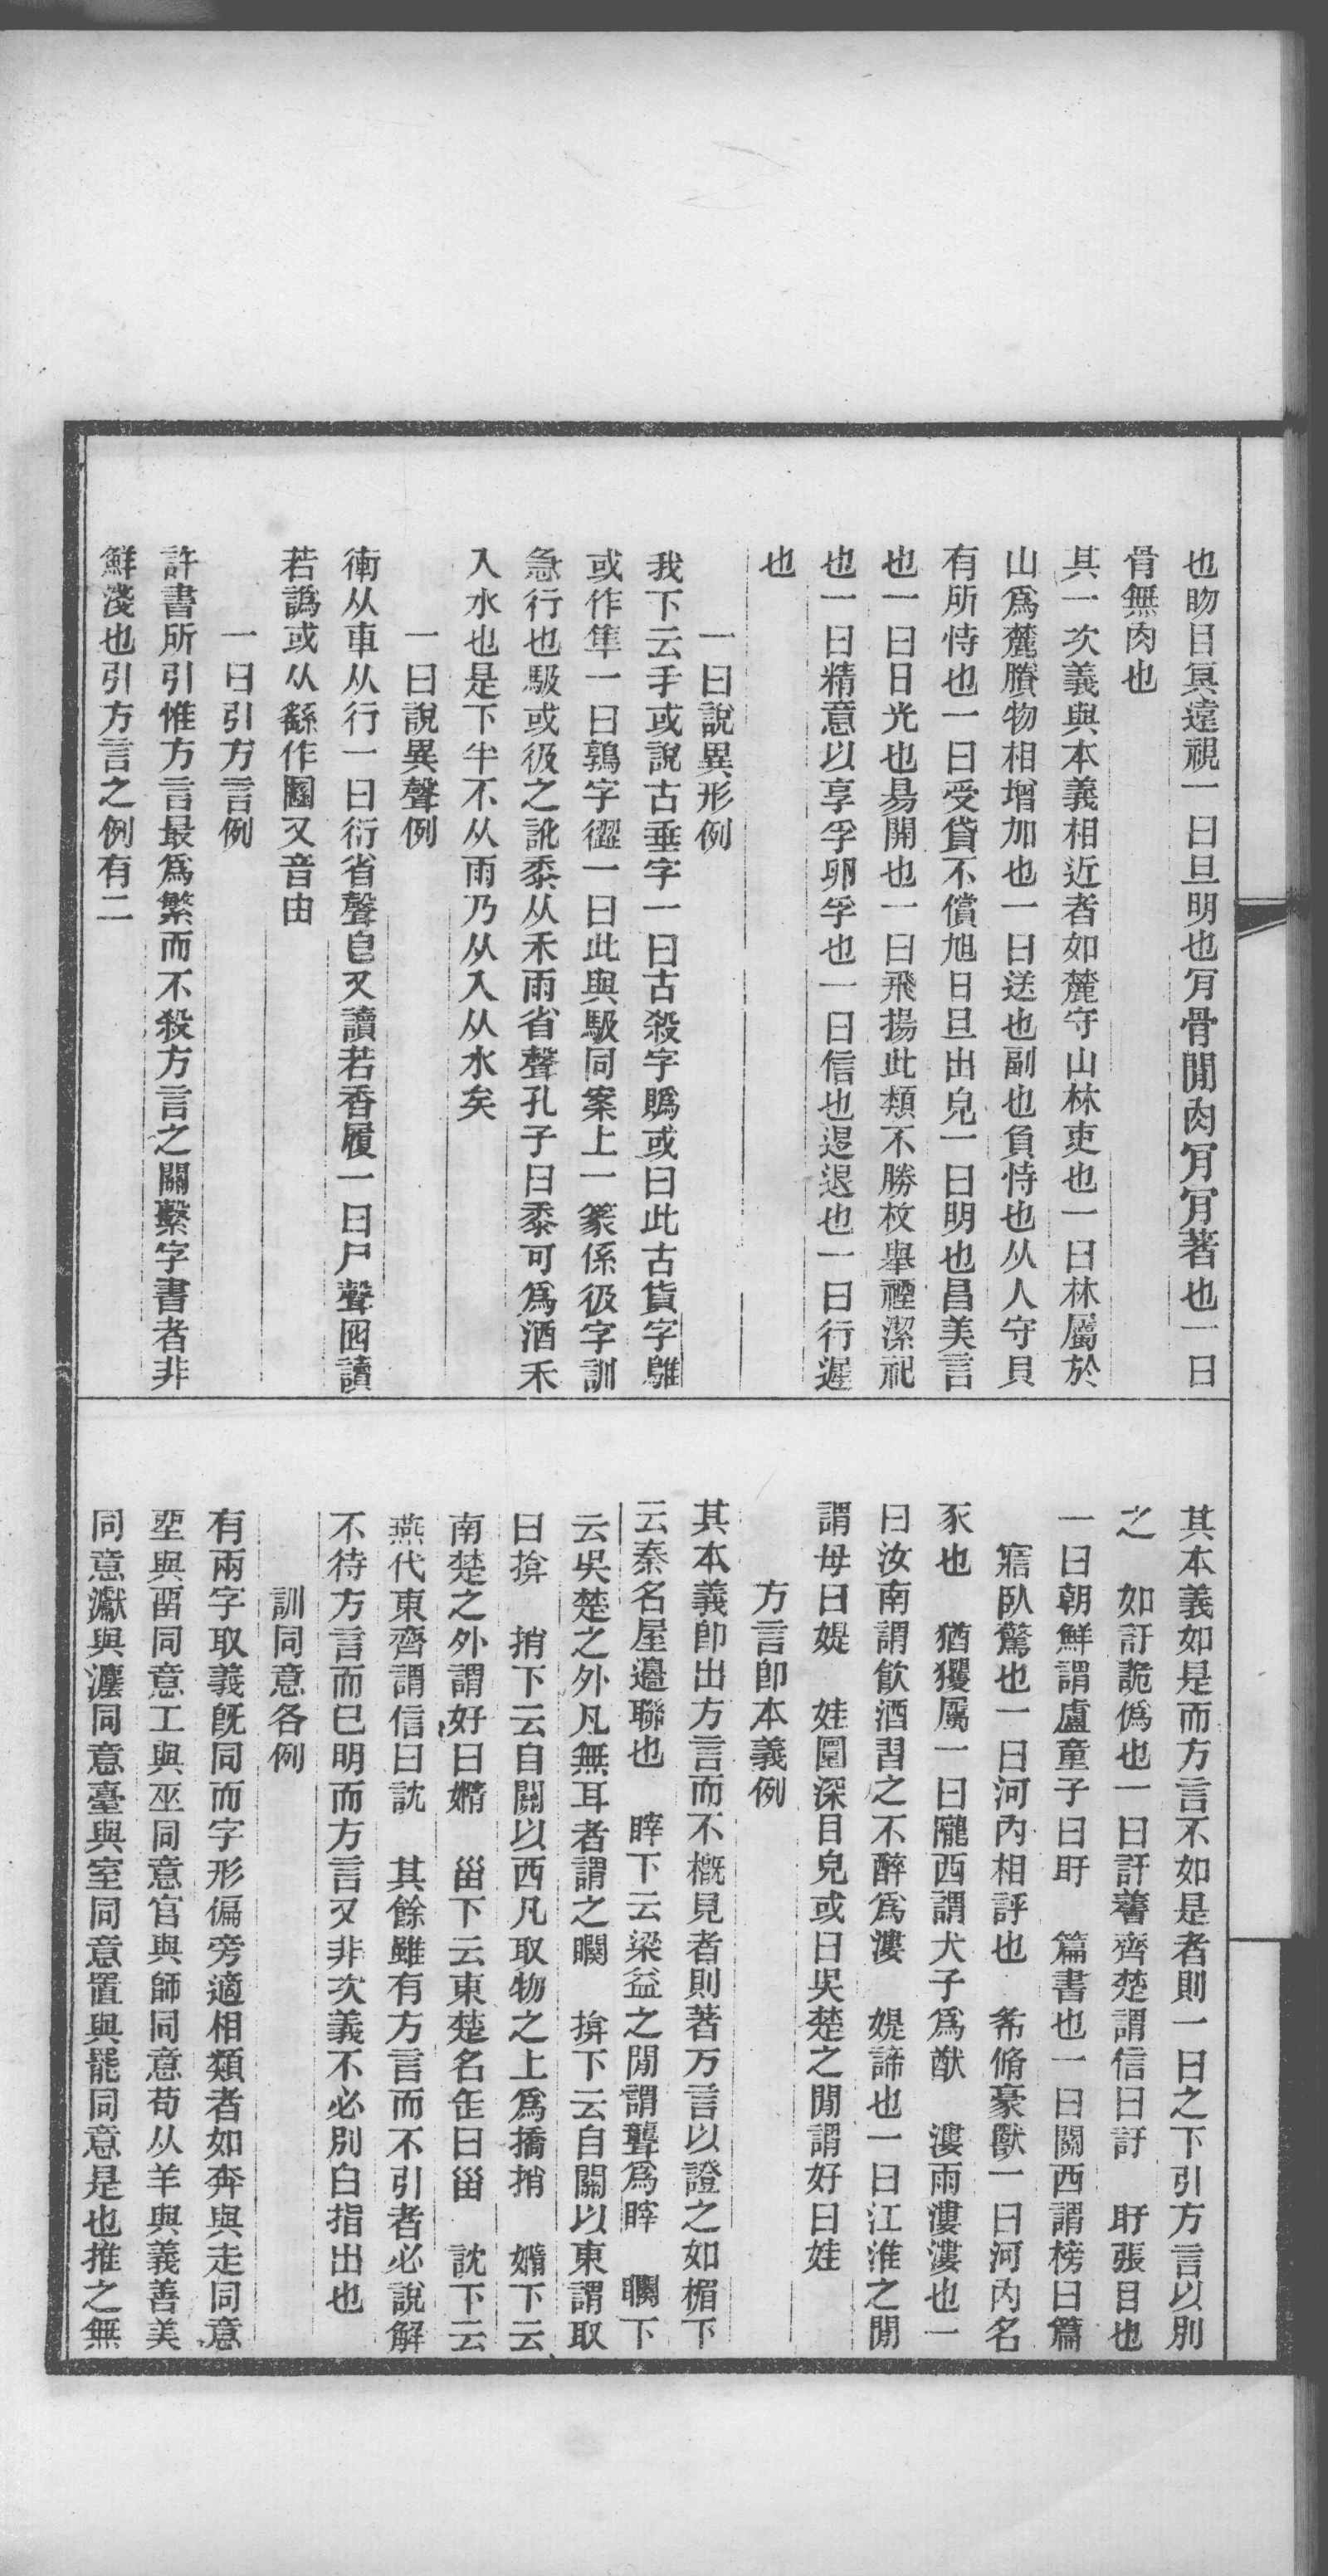 也昒目冥遠視一曰旦明也肎骨閒肉肎肎著也一曰
骨無肉也
其一次義與本義相近者如麓守山林吏也一曰林屬於
山爲麓賸物相增加也一曰送也副也負恃也从人守貝
有所恃也一曰受貸不償旭日旦出皃一曰明也昌美言
也一曰日光也昜開也一曰飛揚此類不勝枚舉禋潔祀
也一曰精意以享孚卵孚也一曰信也退也一曰行遲
也
一曰說異形例
我下云手或說古垂字一曰古殺字賜或曰此古貨字鵻
或作隼一曰鶉字澀一曰此與馺同案上一篆係彶字訓
急行也馺或彶之訛黍从禾雨省聲孔子曰黍可爲酒禾
入水也是下半不从雨乃从入从水矣
一曰說異聲例
衛从車从行一曰衍省聲皀又讀若香履一曰尸聲囮讀
若譌或从繇作圝又音由
一曰引方言例
許書所引惟方言最爲繁而不殺方言之關繫字書者非
鮮淺也引方言之例有二
其本義如是而方言不如是者則一曰之下引方言以別
之　如訏詭僞也一曰訏謩齊楚謂信曰訏　盱張目也
一曰朝鮮謂盧童子曰盱　篇書也一曰關西謂榜曰篇
寣臥驚也一曰河內相評也　㣇脩豪獸一曰河內名
豕也　猶玃屬一曰隴西謂犬子爲猷　漊雨漊漊也一
曰汝南謂飮酒習之不醉爲漊　媞諦也一曰江淮之閒
謂母曰媞　娃圜深目皃或曰吳楚之閒謂好曰娃
方言卽本義例
其本義卽出方言而不槪見者則著方言以證之如楣下
云秦名屋邊聯也　䏁下云梁益之閒謂聾爲䏁　矙下
云吳楚之外凡無耳者謂之矙　揜下云自關以東謂取
曰揜　捎下云自關以西凡取物之上爲撟捎　媠下云
南楚之外謂好曰媠　甾下云東楚名缶曰甾　訦下云
燕代東齊謂信曰訦　其餘雖有方言而不引者必說解
不待方言而已明而方言又非次義不必別白指出也
訓同意各例
有兩字取義旣同而字形偏旁適相類者如奔與走同意
垔與畱同意工與巫同意官與師同意苟从羊與義善美
同意瀛與灋同意臺與室同意置與罷同意是也推之無